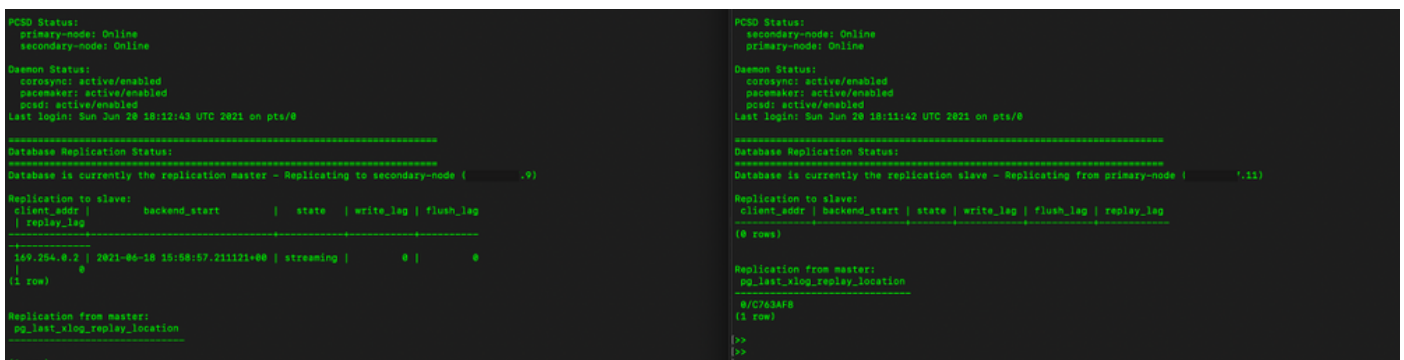 PCSD Status:
primary-node: Online
secondary-node: Online
Daemon Status:
corosync: active/enabled
pacemaker: active/enabled
pcsd: active/enabled
Last login: Sun Jun 20 18:12:43 UTC 2021 on pts/0
================================================================
Database Replication Status:
================================================================
Database is currently the replication master - Replicating to secondary-node ( .9)
Replication to slave:
client_addr | backend_start | state | write_lag | flush_lag
| replay_lag
-------------+-------------------------------+-----------+-----------+----------
-+------------
169.254.0.2 | 2021-06-18 15:58:57.211121+00 | streaming | 0 | 0
| 0
(1 row)
Replication from master:
pg_last_xlog_replay_location
------------------------------
PCSD Status:
secondary-node: Online
primary-node: Online
Daemon Status:
corosync: active/enabled
pacemaker: active/enabled
pcsd: active/enabled
Last login: Sun Jun 20 18:11:42 UTC 2021 on pts/0
================================================================
Database Replication Status:
================================================================
Database is currently the replication slave - Replicating from primary-node ( .11)
Replication to slave:
client_addr | backend_start | state | write_lag | flush_lag | replay_lag
-------------+---------------+-------+-----------+-----------+------------
(0 rows)
Replication from master:
pg_last_xlog_replay_location
------------------------------
0/C763AF8
(1 row)
[>>
[>>